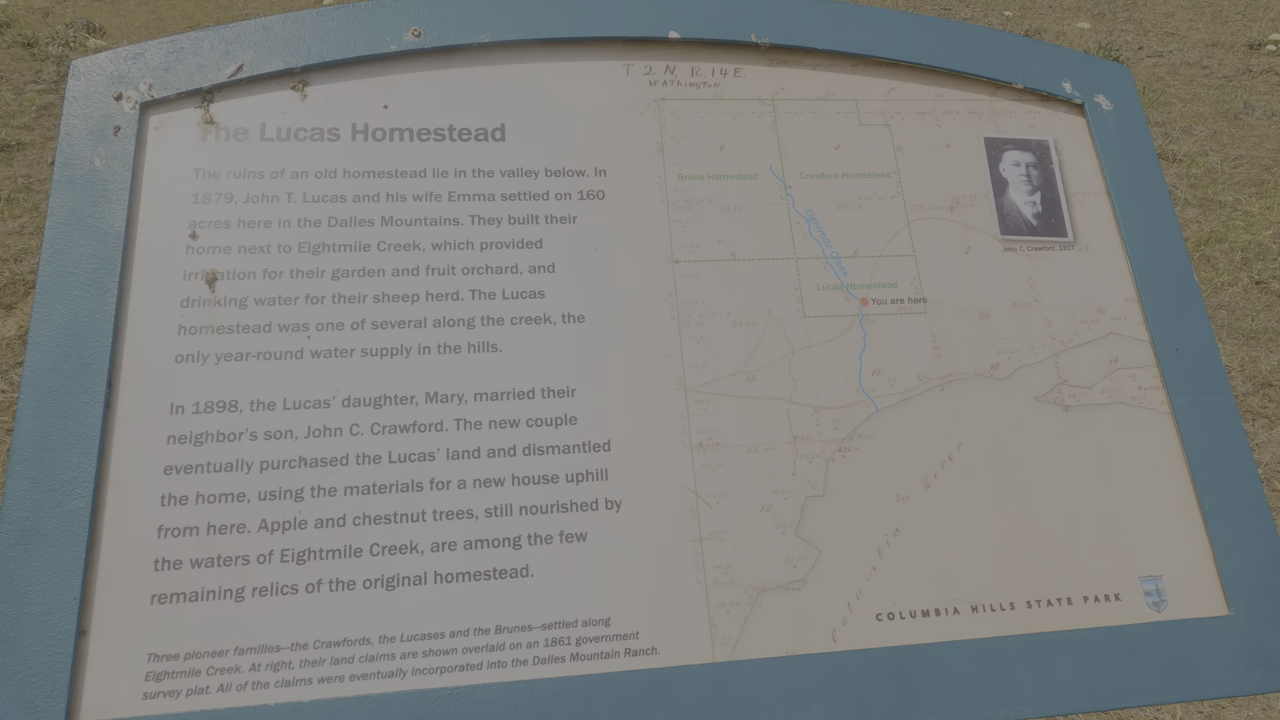 The Lucas Homestead
The ruins of an old homestead lie in the valley below. In
1879, John T. Lucas and his wife Emma settled on 160
acres here in the Dalles Mountains. They built their
home next to Eightmile Creek, which provided
irrigation for their garden and fruit orchard, and
drinking water for their sheep herd. The Lucas
homestead was one of several along the creek, the
only year-round water supply in the hills.
In 1898, the Lucas' daughter, Mary, married their
neighbor's son, John C. Crawford. The new couple
eventually purchased the Lucas' land and dismantled
the home, using the materials for a new house uphill
from here. Apple and chestnut trees, still nourished by
the waters of Eightmile Creek, are among the few
remaining relics of the original homestead.
Three pioneer families—the Crawfords, the Lucases and the Brunes—settled along
Eightmile Creek. At right, their land claims are shown overlaid on an 1861 government
survey plat. All of the claims were eventually incorporated into the Dalles Mountain Ranch.
T 2 N, R. 14 E.
WASHINGTON
Brune Homestead
Crawford Homestead
Eightmile Creek
Lucas Homestead
You are here
John C. Crawford, 1917
Columbia River
COLUMBIA HILLS STATE PARK